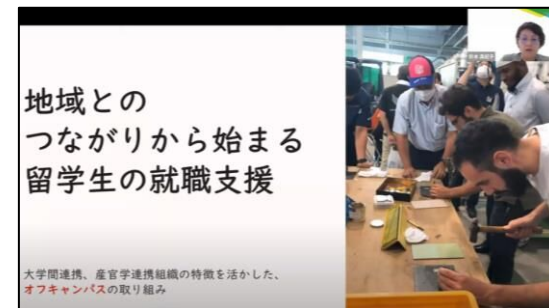 地域との
つながりから始まる
留学生の就職支援
大学間連携、産官学連携組織の特徴を活かした、
オフキャンパスの取り組み